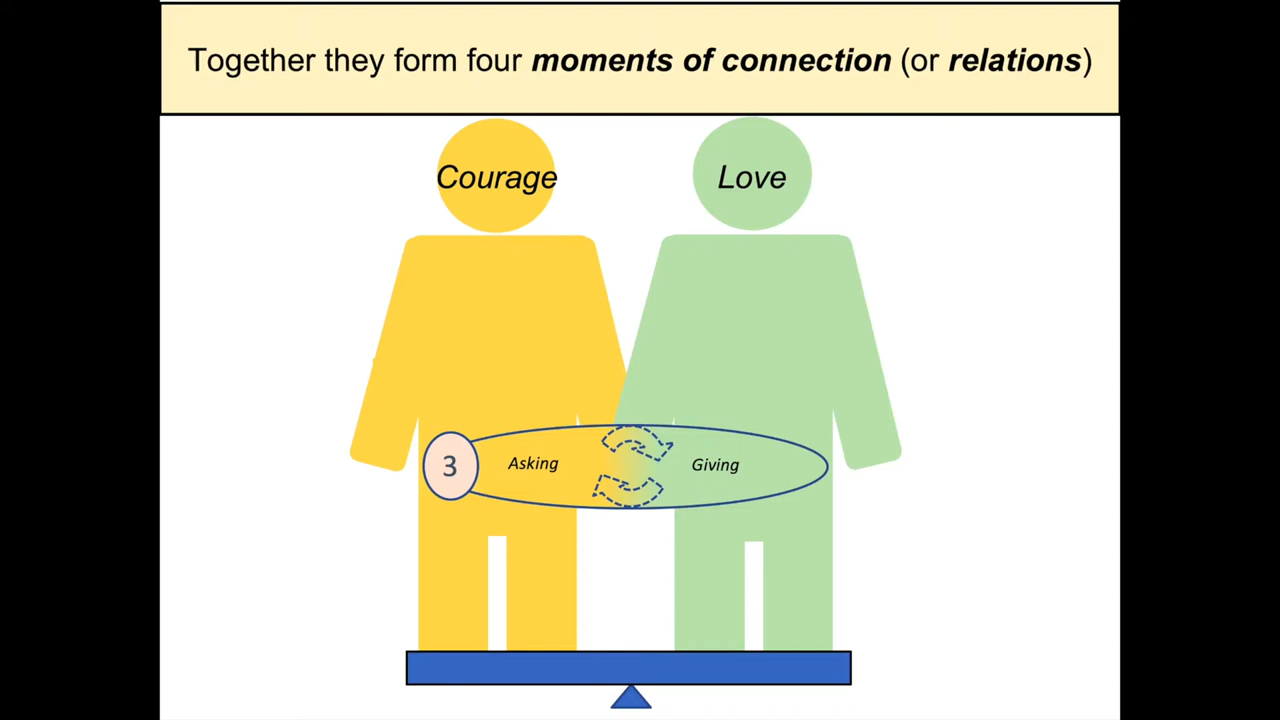 Together they form four moments of connection (or relations)
Courage
Love
3
Asking
Giving